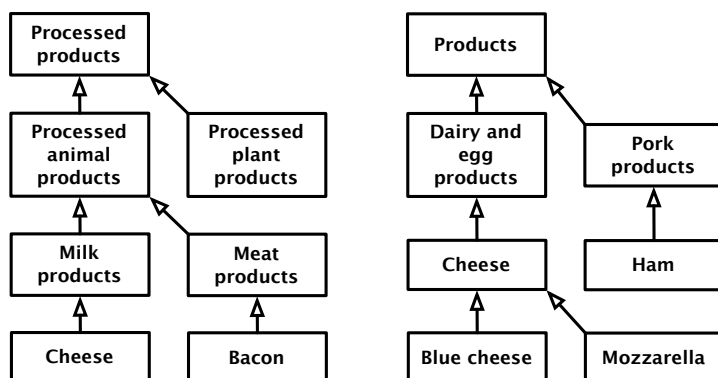 Processed
products
Processed
animal
products
Processed
plant
products
Milk
products
Meat
products
Cheese
Bacon
Products
Dairy and
egg
products
Pork
products
Cheese
Ham
Blue cheese
Mozzarella